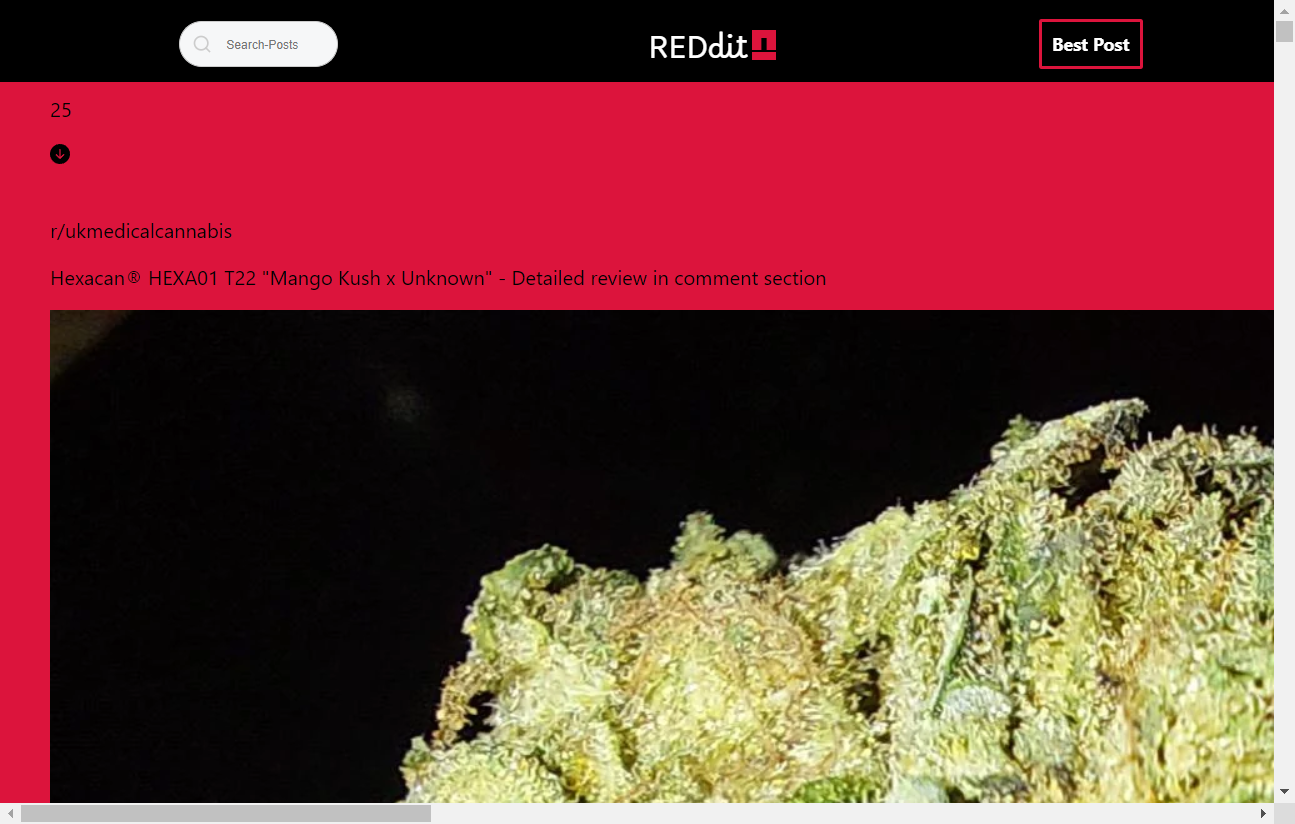 Search-Posts
REDdit
Best Post
25
r/ukmedicalcannabis
Hexacan® HEXA01 T22 "Mango Kush x Unknown" - Detailed review in comment section